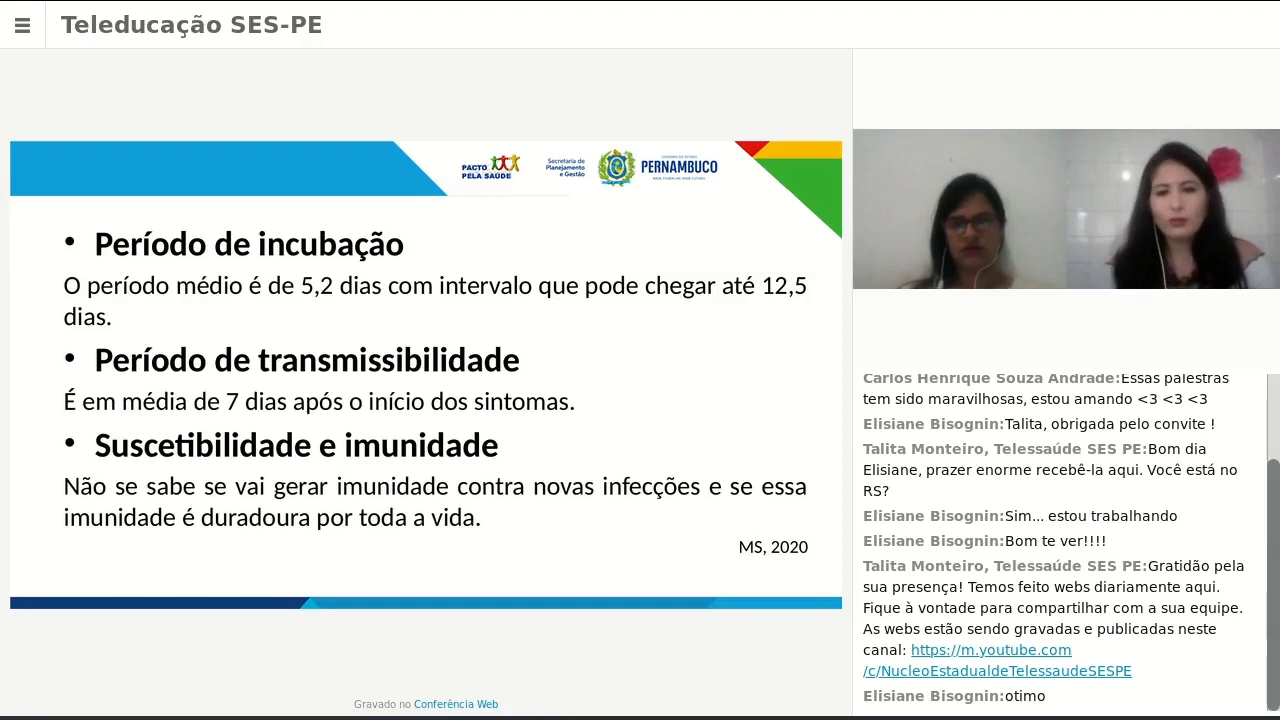 Teleducação SES-PE
PACTO
PELA SAÚDE
Secretaria de
Planejamento
e Gestão
GOVERNO DO ESTADO
PERNAMBUCO
• Período de incubação
O período médio é de 5,2 dias com intervalo que pode chegar até 12,5
dias.
• Período de transmissibilidade
É em média de 7 dias após o início dos sintomas.
• Suscetibilidade e imunidade
Não se sabe se vai gerar imunidade contra novas infecções e se essa
imunidade é duradoura por toda a vida.
MS, 2020
Gravado no Conferência Web
Carlos Henrique Souza Andrade:Essas palestras
tem sido maravilhosas, estou amando <3 <3 <3
Elisiane Bisognin:Talita, obrigada pelo convite !
Talita Monteiro, Telessaúde SES PE:Bom dia
Elisiane, prazer enorme recebê-la aqui. Você está no
RS?
Elisiane Bisognin:Sim... estou trabalhando
Elisiane Bisognin:Bom te ver!!!!
Talita Monteiro, Telessaúde SES PE:Gratidão pela
sua presença! Temos feito webs diariamente aqui.
Fique à vontade para compartilhar com a sua equipe.
As webs estão sendo gravadas e publicadas neste
canal: https://m.youtube.com
/c/NucleoEstadualdeTelessaudeSESPE
Elisiane Bisognin:otimo